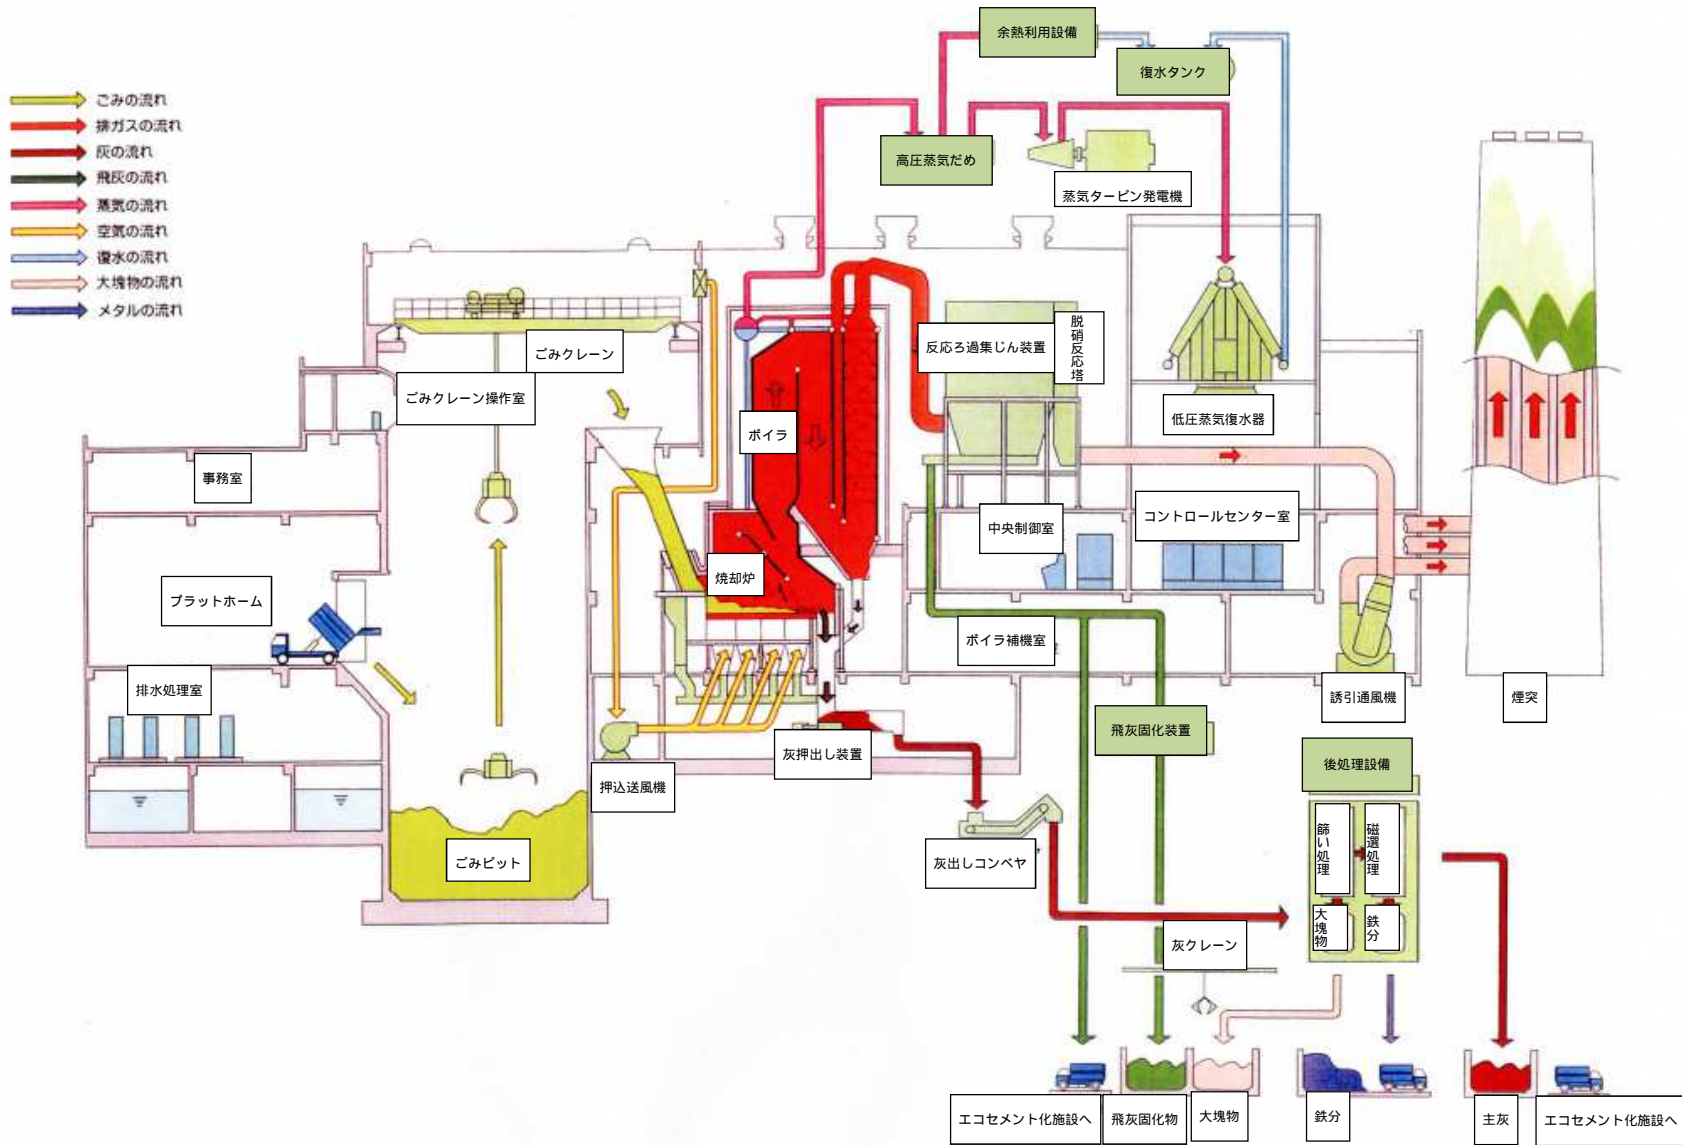 余熱利用設備
復水タンク
ごみの流れ
排ガスの流れ
灰の流れ
飛灰の流れ
蒸気の流れ
空気の流れ
復水の流れ
大塊物の流れ
メタルの流れ
高圧蒸気だめ
蒸気タービン発電機
ごみクレーン
反応ろ過集じん装置
脱硝反応塔
ごみクレーン操作室
低圧蒸気復水器
ボイラ
事務室
中央制御室
コントロールセンター室
焼却炉
プラットホーム
ボイラ補機室
排水処理室
誘引通風機
煙突
飛灰固化装置
灰押出し装置
後処理設備
押込送風機
篩い処理
磁選処理
灰出しコンベヤ
ごみピット
大塊物
鉄分
灰クレーン
エコセメント化施設へ
飛灰固化物
大塊物
鉄分
主灰
エコセメント化施設へ